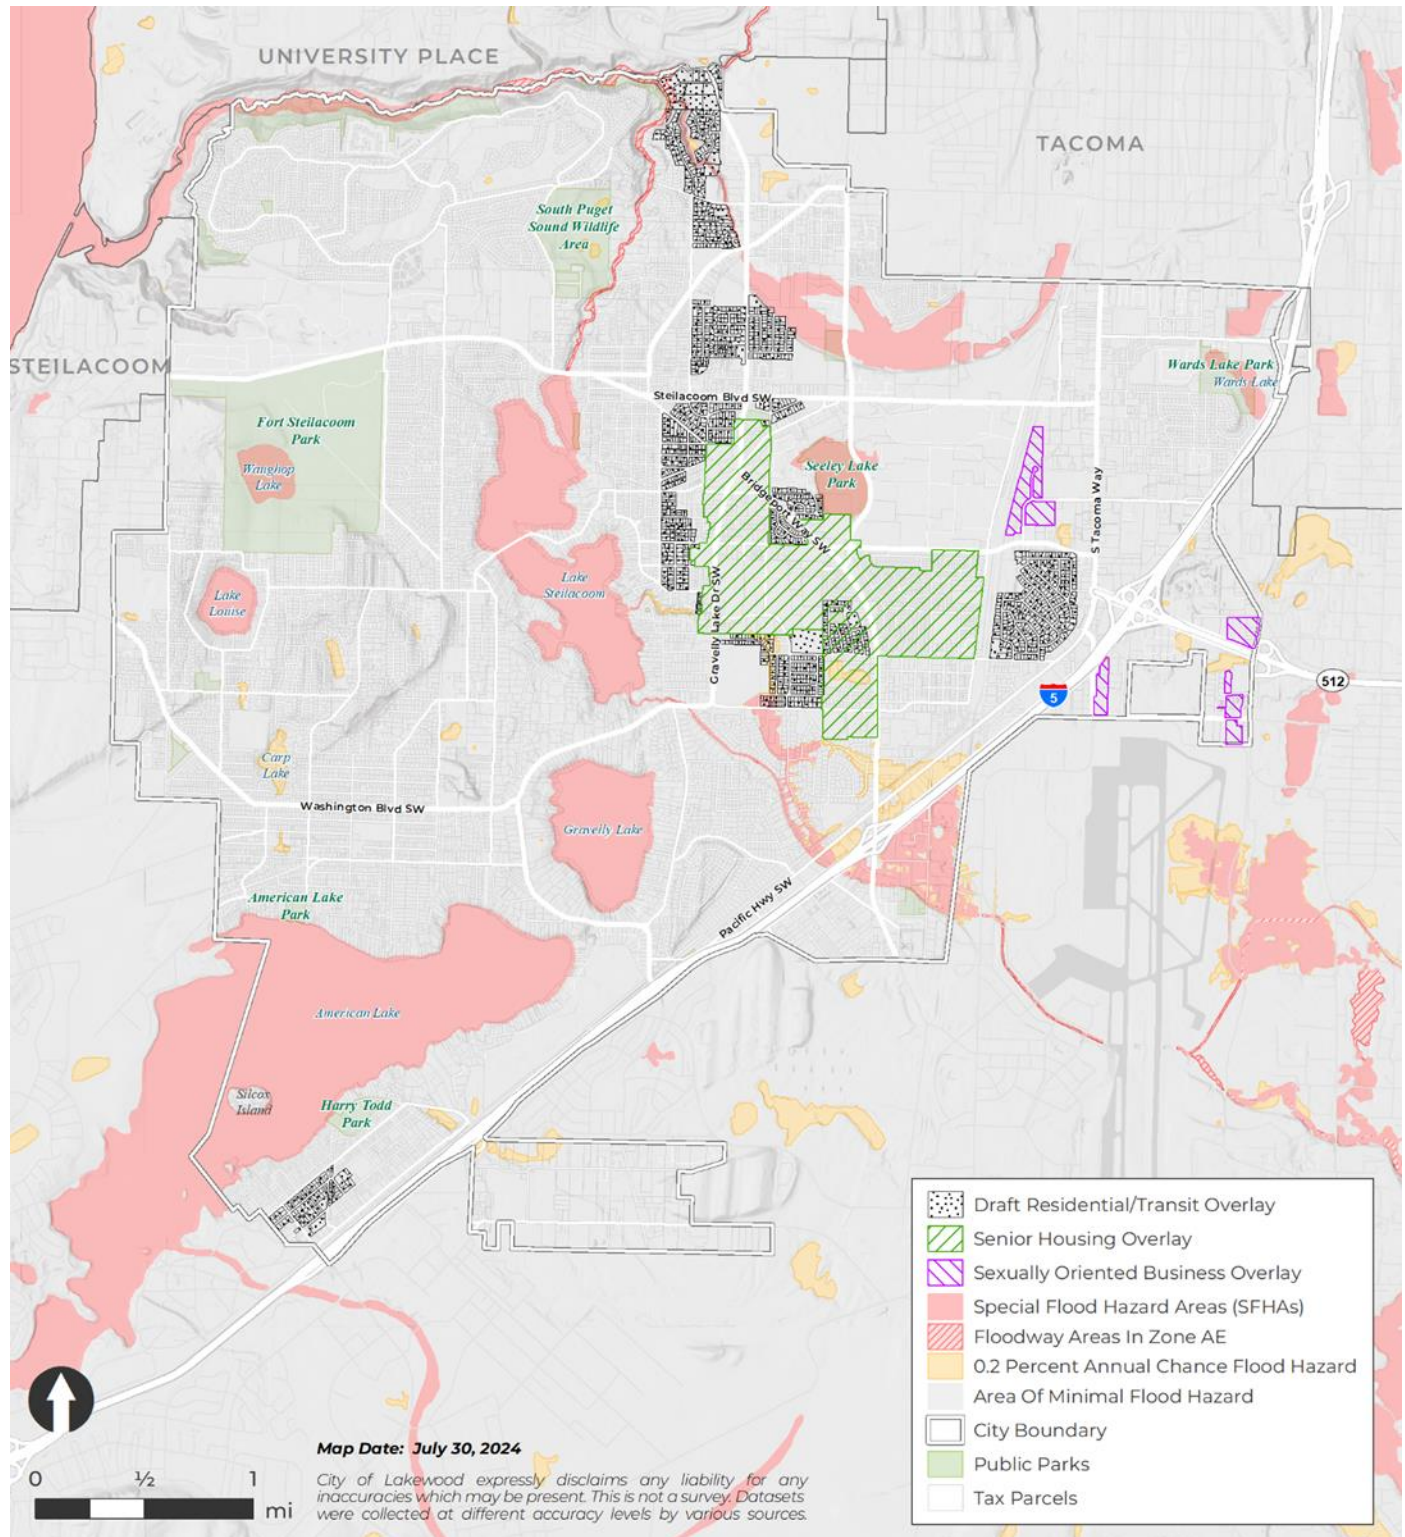 UNIVERSITY PLACE
TACOMA
South Puget
Sound Wildlife
Area
STEILACOOM
Wards Lake Park
Wards Lake
Steilacoom Blvd SW
Fort Steilacoom
Park
Waughop
Lake
Seeley Lake
Park
Bridgeport Way SW
S Tacoma Way
Lake
Louise
Lake
Steilacoom
Gravelly Lake Dr SW
512
5
Carp
Lake
Washington Blvd SW
Gravelly Lake
American Lake
Park
Pacific Hwy SW
American Lake
Silcox
Island
Harry Todd
Park
Draft Residential/Transit Overlay
Senior Housing Overlay
Sexually Oriented Business Overlay
Special Flood Hazard Areas (SFHAs)
Floodway Areas In Zone AE
0.2 Percent Annual Chance Flood Hazard
Area Of Minimal Flood Hazard
City Boundary
Public Parks
Tax Parcels
Map Date: July 30, 2024
City of Lakewood expressly disclaims any liability for any
inaccuracies which may be present. This is not a survey. Datasets
were collected at different accuracy levels by various sources.
0 ½ 1
mi